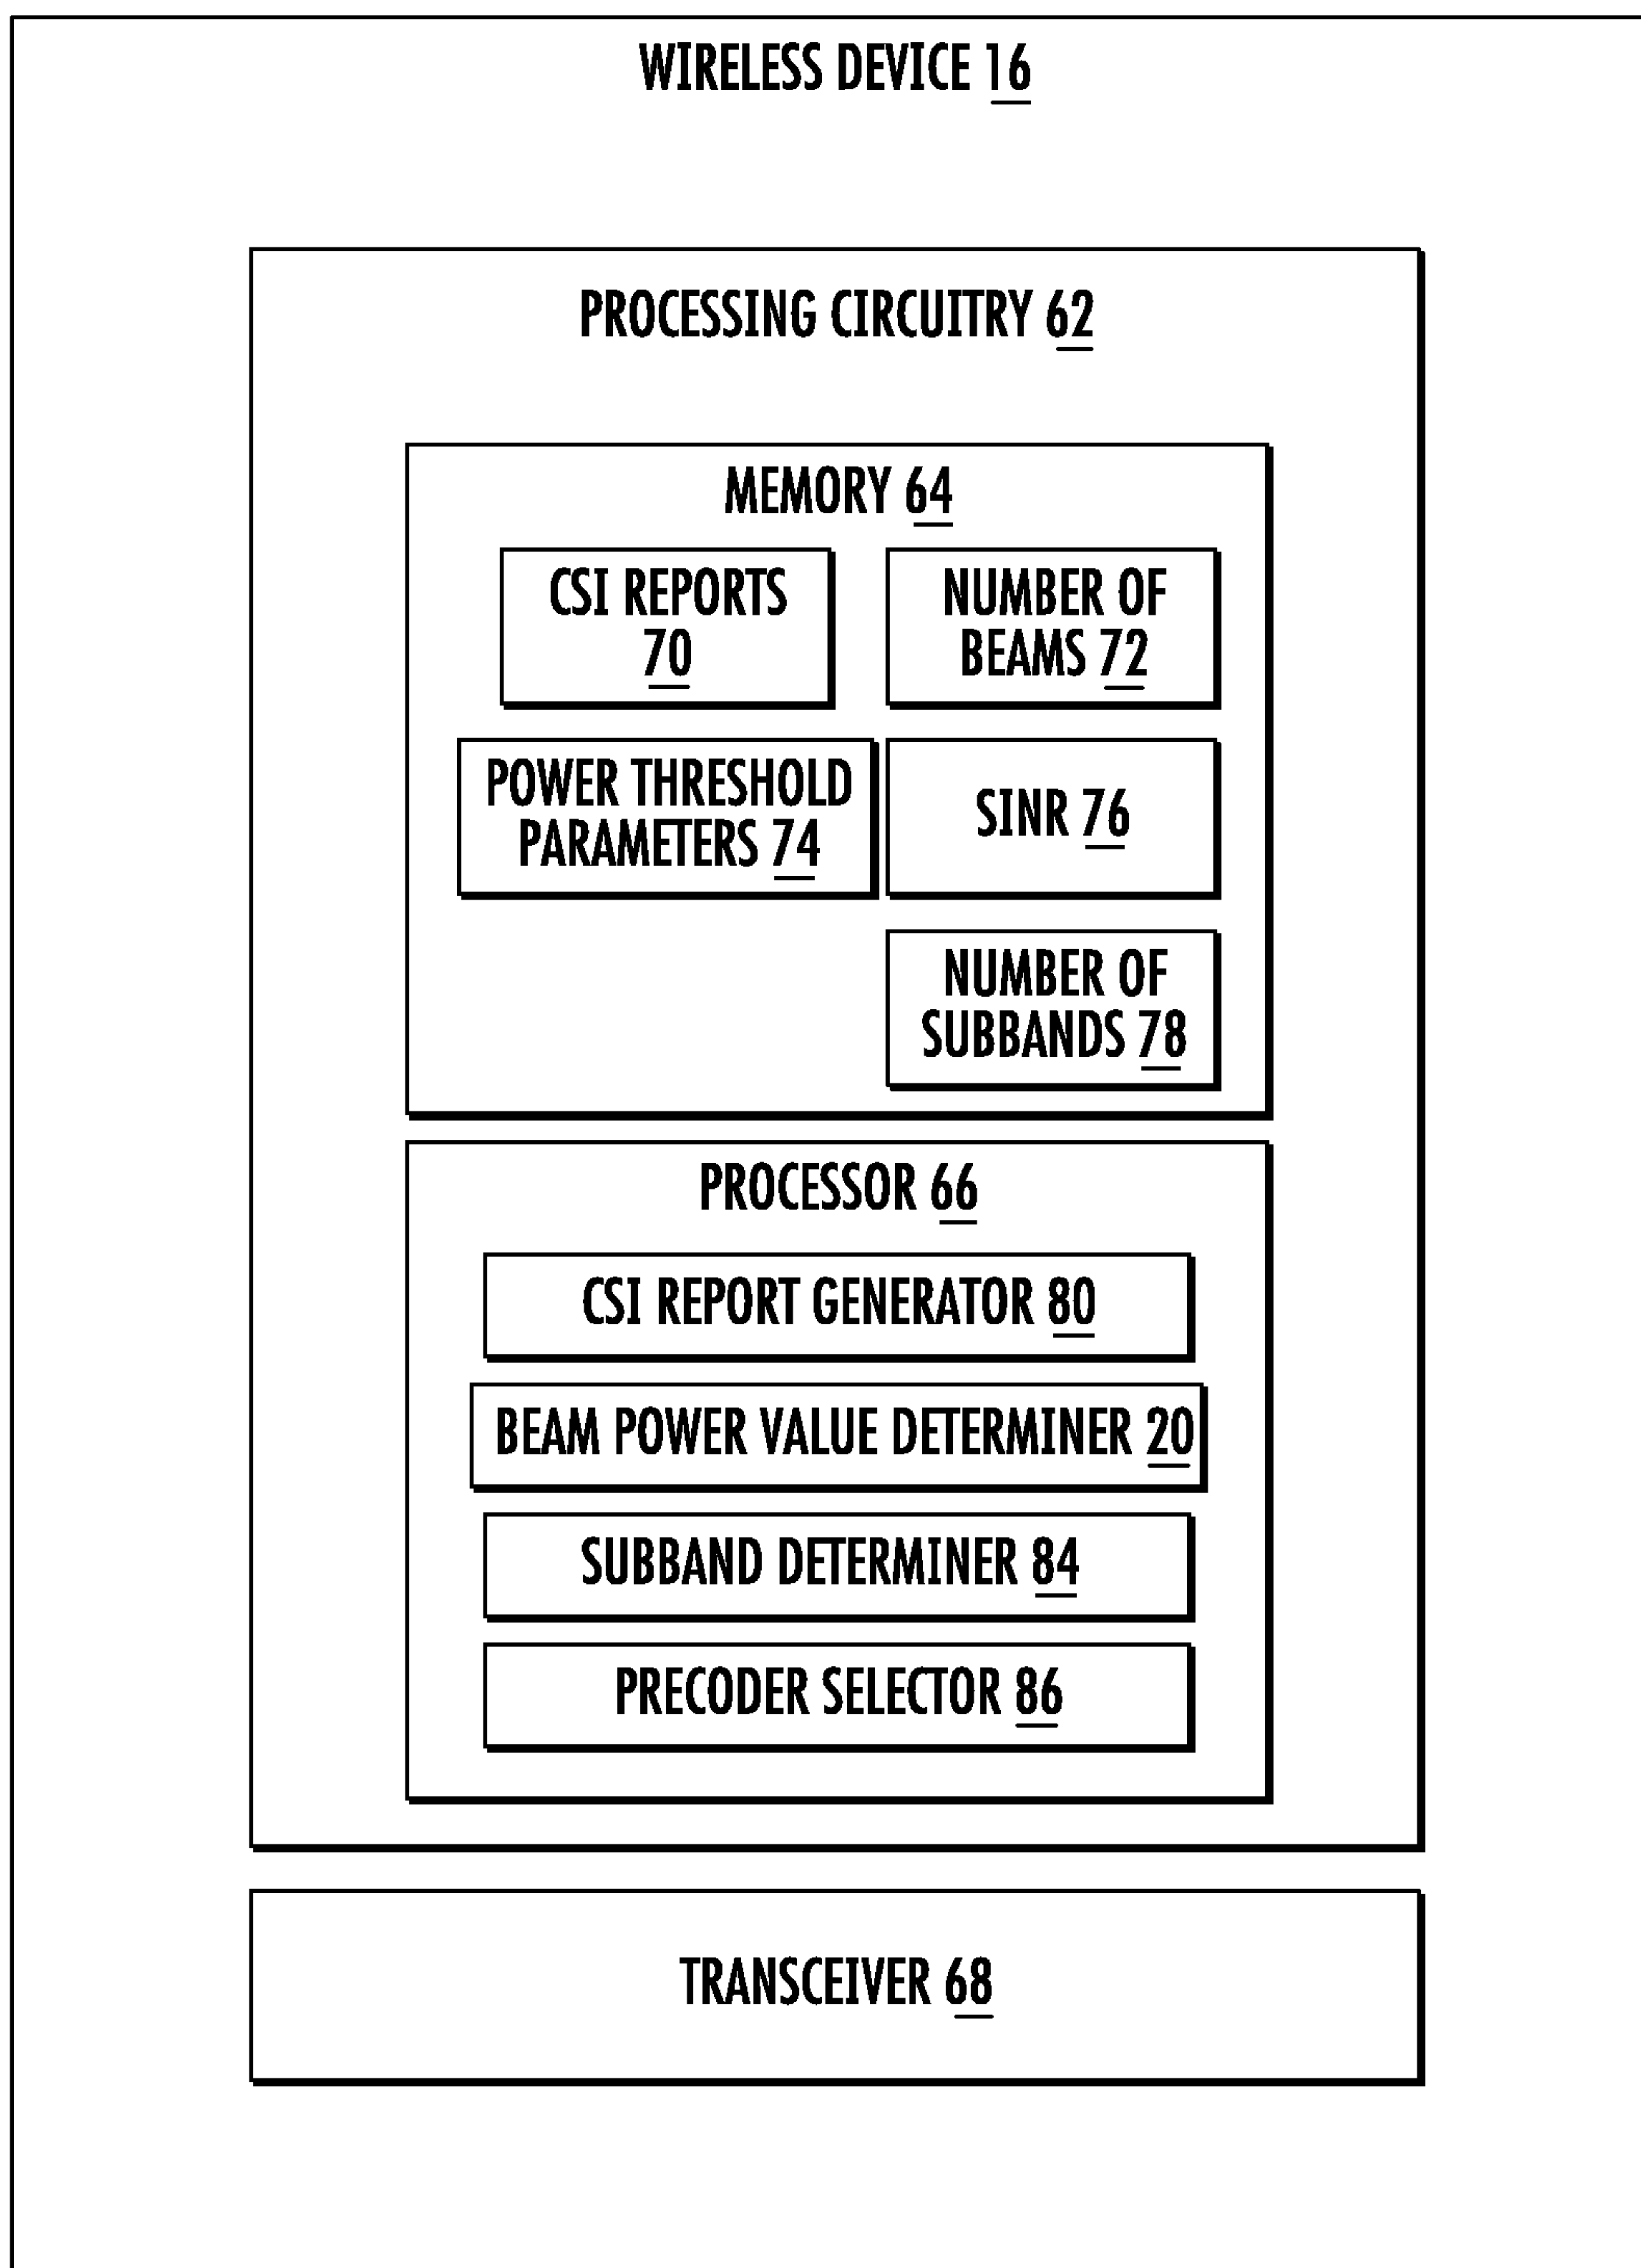 WIRELESS DEVICE 16
PROCESSING CIRCUITRY 62
MEMORY 64
CSI REPORTS
70
NUMBER OF
BEAMS 72
POWER THRESHOLD
PARAMETERS 74
SINR 76
NUMBER OF
SUBBANDS 78
PROCESSOR 66
CSI REPORT GENERATOR 80
BEAM POWER VALUE DETERMINER 20
SUBBAND DETERMINER 84
PRECODER SELECTOR 86
TRANSCEIVER 68